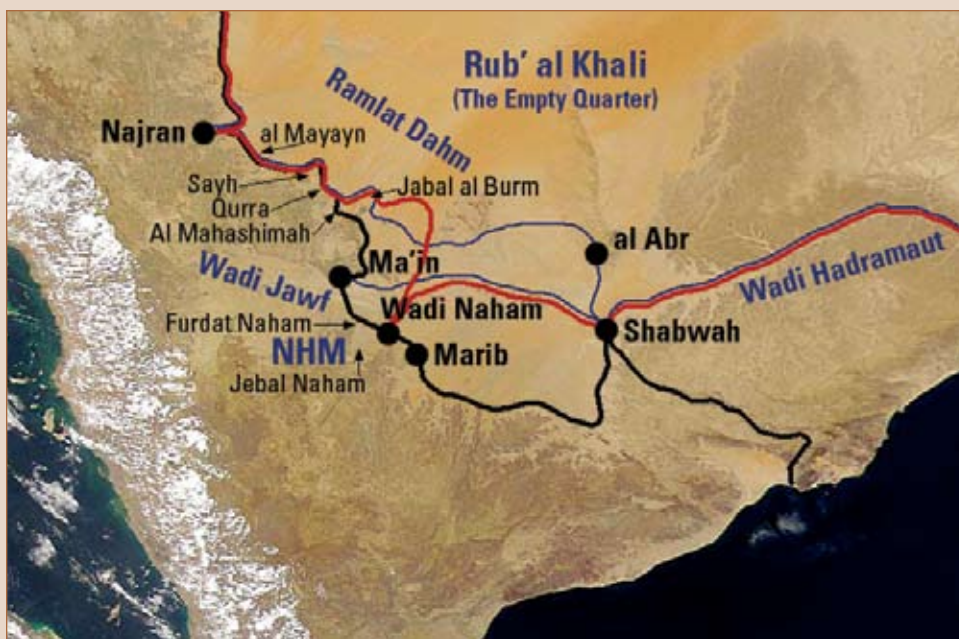 Rub' al Khali
(The Empty Quarter)
Ramlat Dahm
Najran
al Mayayn
Sayh
Jabal al Burm
Qurra
Al Mahashimah
al Abr
Ma'in
Wadi Jawf
Wadi Hadramaut
Wadi Naham
Furdat Naham
Shabwah
NHM
Marib
Jebal Naham